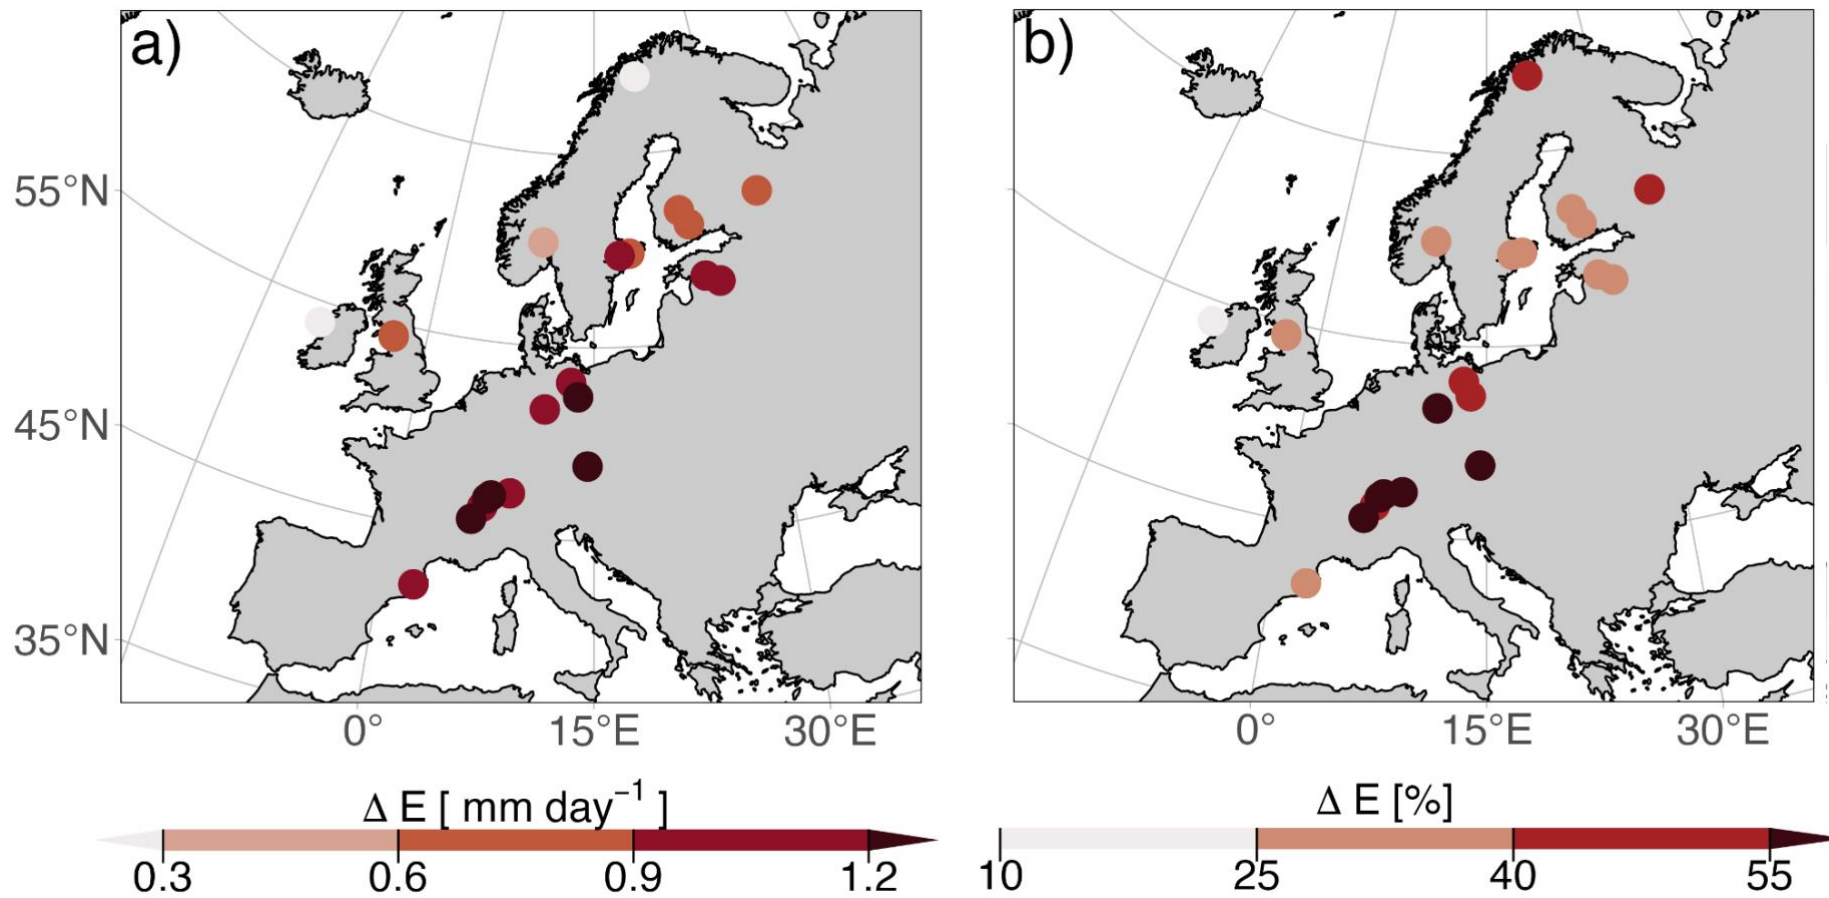 a)
b)
55°N
45°N
35°N
0°
15°E
30°E
0°
15°E
30°E
Δ E [ mm day⁻¹ ]
0.3
0.6
0.9
1.2
Δ E [%]
10
25
40
55